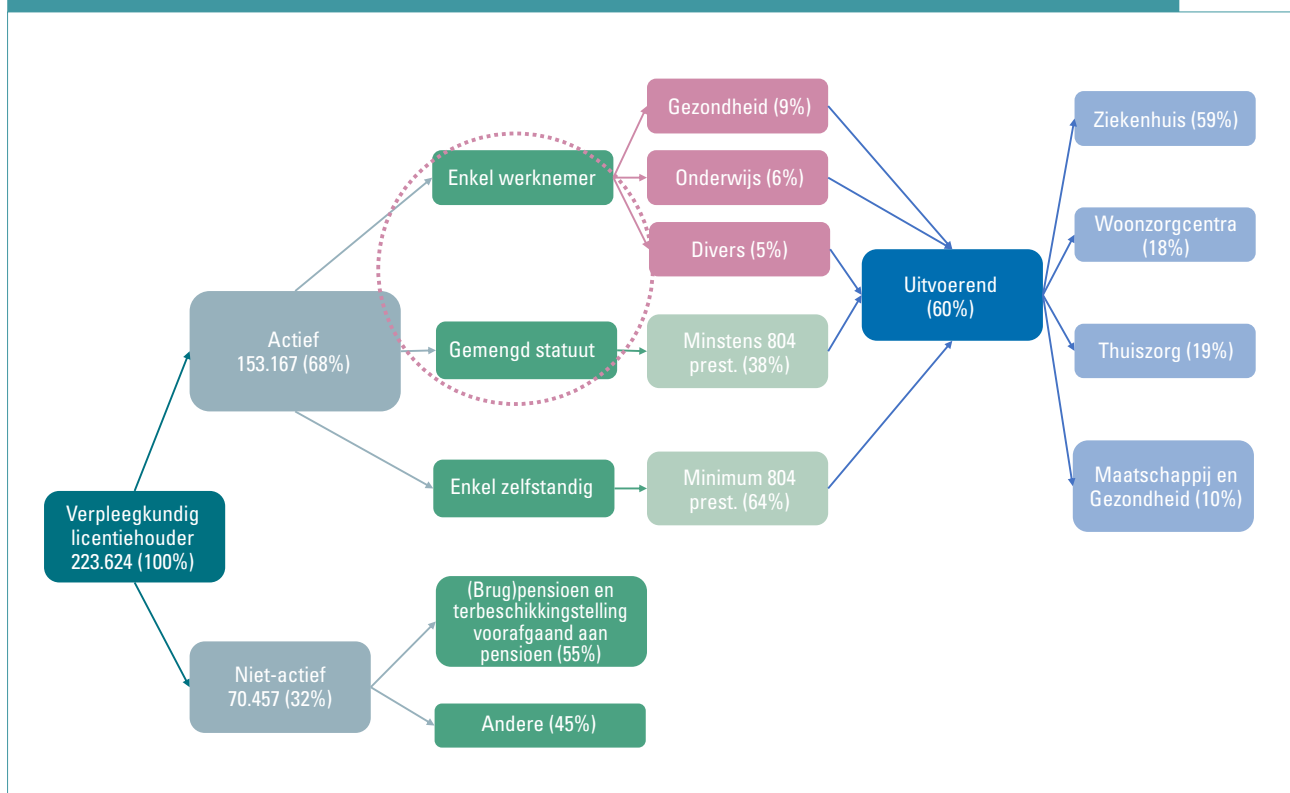 Verpleegkundig
licentiehouder
223.624 (100%)
Actief
153.167 (68%)
Niet-actief
70.457 (32%)
Enkel werknemer
Gemengd statuut
Enkel zelfstandig
(Brug)pensioen en
terbeschikkingstelling
voorafgaand aan
pensioen (55%)
Andere (45%)
Gezondheid (9%)
Onderwijs (6%)
Divers (5%)
Minstens 804
prest. (38%)
Minimum 804
prest. (64%)
Uitvoerend
(60%)
Ziekenhuis (59%)
Woonzorgcentra
(18%)
Thuiszorg (19%)
Maatschappij en
Gezondheid (10%)